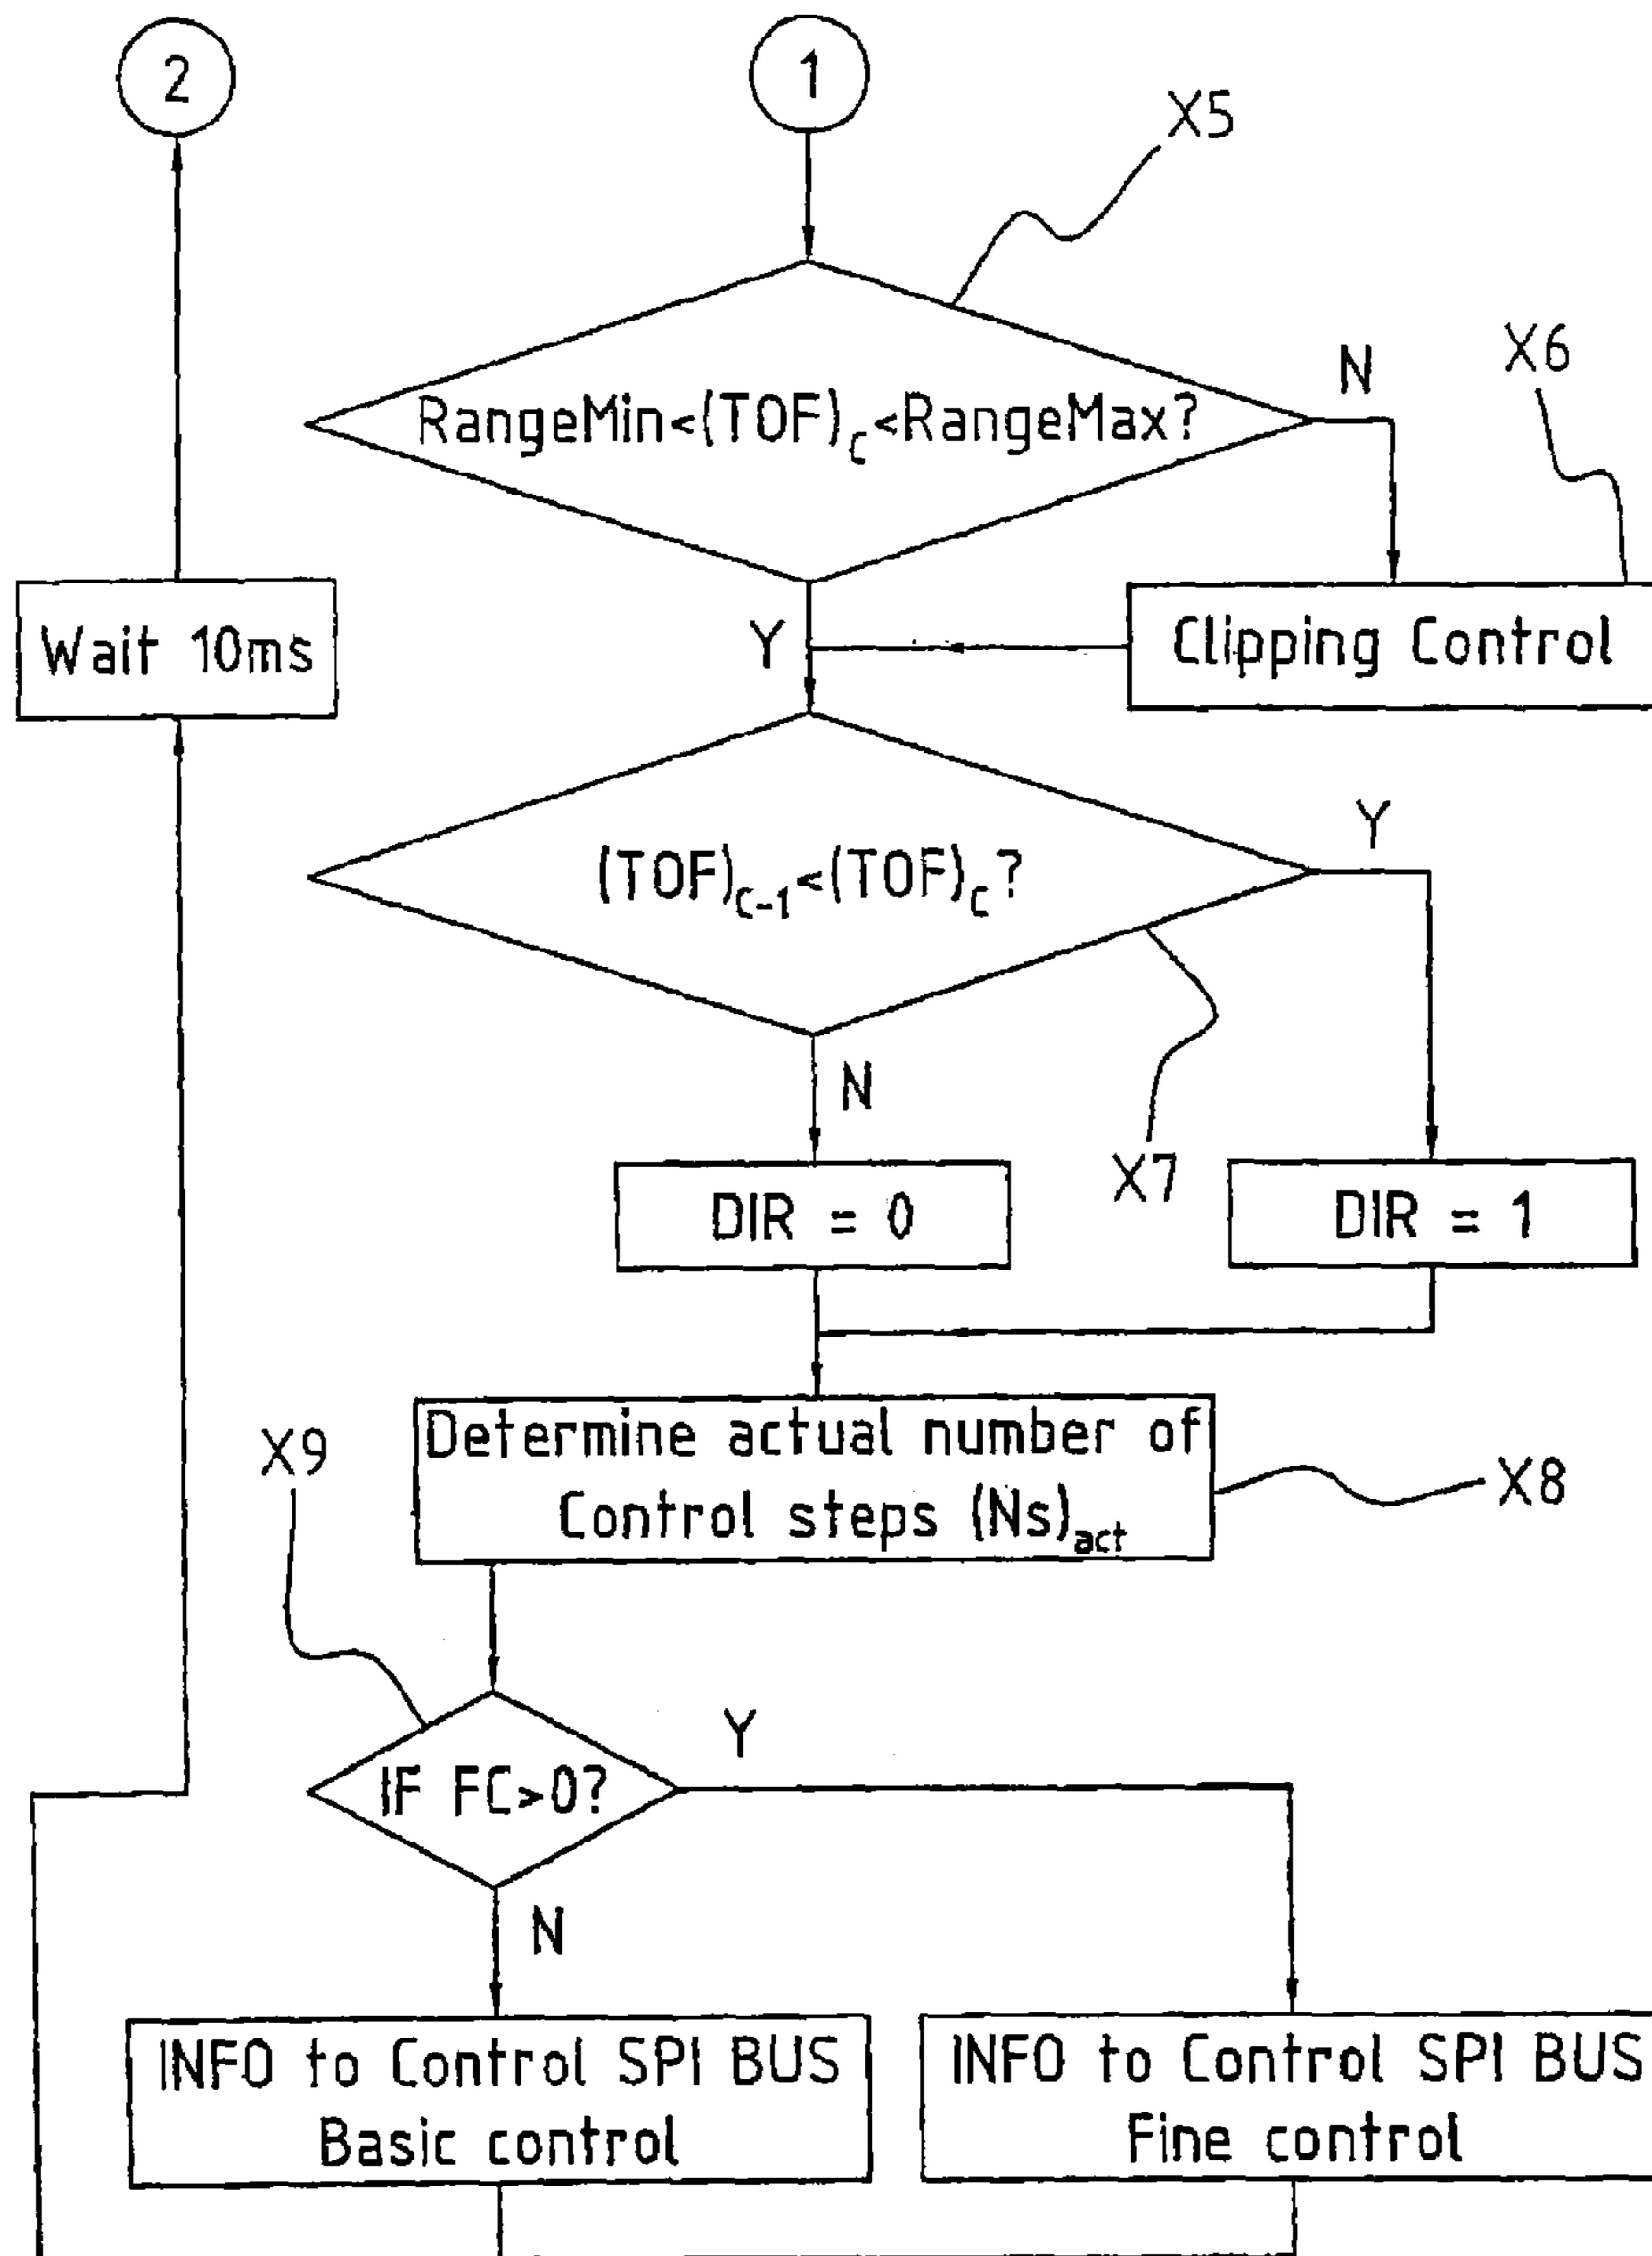 2
1
X5
RangeMin<(TOF)c<RangeMax?
N
X6
Y
Clipping Control
Wait 10ms
(TOF)c-1<(TOF)c?
Y
N
X7
DIR = 0
DIR = 1
Determine actual number of
Control steps (Ns)act
X8
X9
IF FC>0?
Y
N
INFO to Control SPI BUS
Basic control
INFO to Control SPI BUS
Fine control